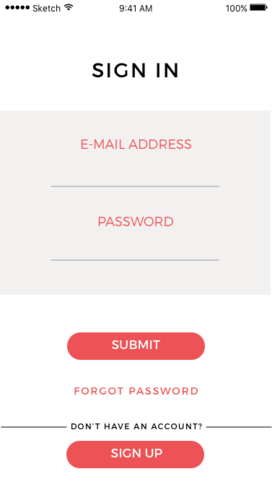 Sketch 9:41 AM 100%
SIGN IN
E-MAIL ADDRESS
PASSWORD
SUBMIT
FORGOT PASSWORD
DON'T HAVE AN ACCOUNT?
SIGN UP